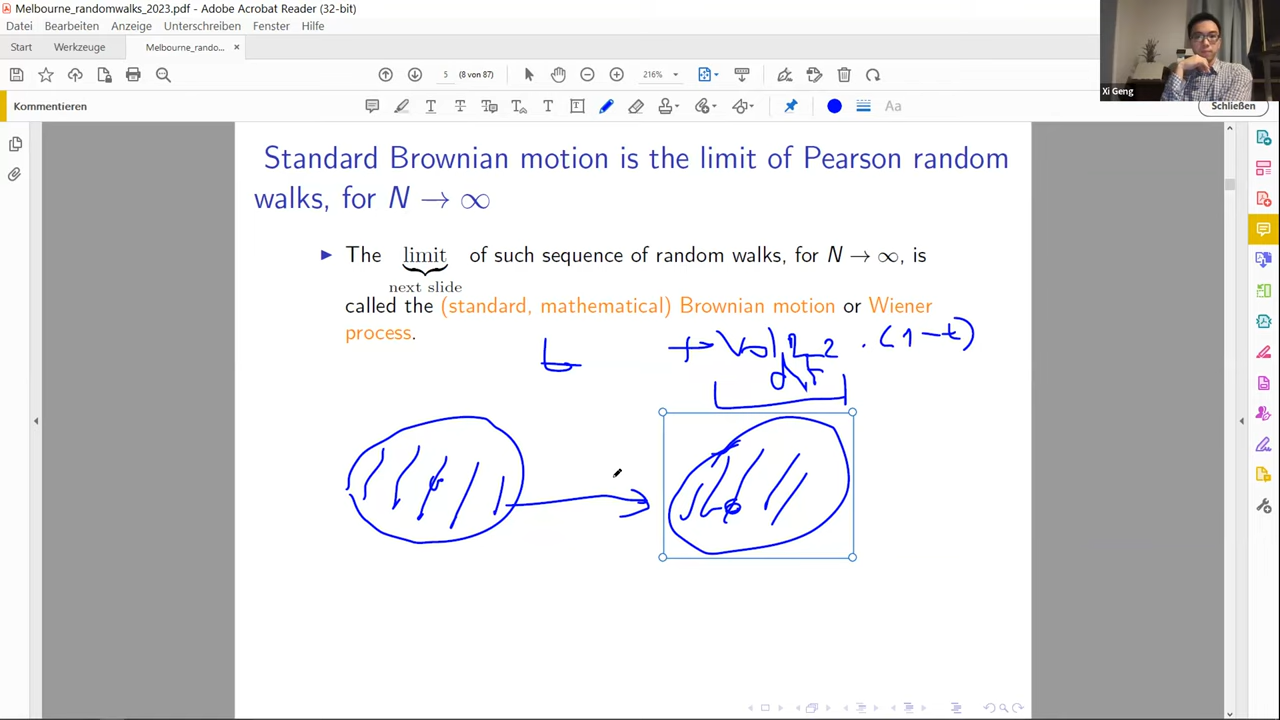 Melbourne_randomwalks_2023.pdf - Adobe Acrobat Reader (32-bit)
Datei Bearbeiten Anzeige Unterschreiben Fenster Hilfe
Start Werkzeuge Melbourne_rando... ×
5 (8 von 87) 216%
Kommentieren Aa Schließen
Xi Geng
Standard Brownian motion is the limit of Pearson random
walks, for N → ∞
The limit of such sequence of random walks, for N → ∞, is
next slide
called the (standard, mathematical) Brownian motion or Wiener
process.
· (1-t)